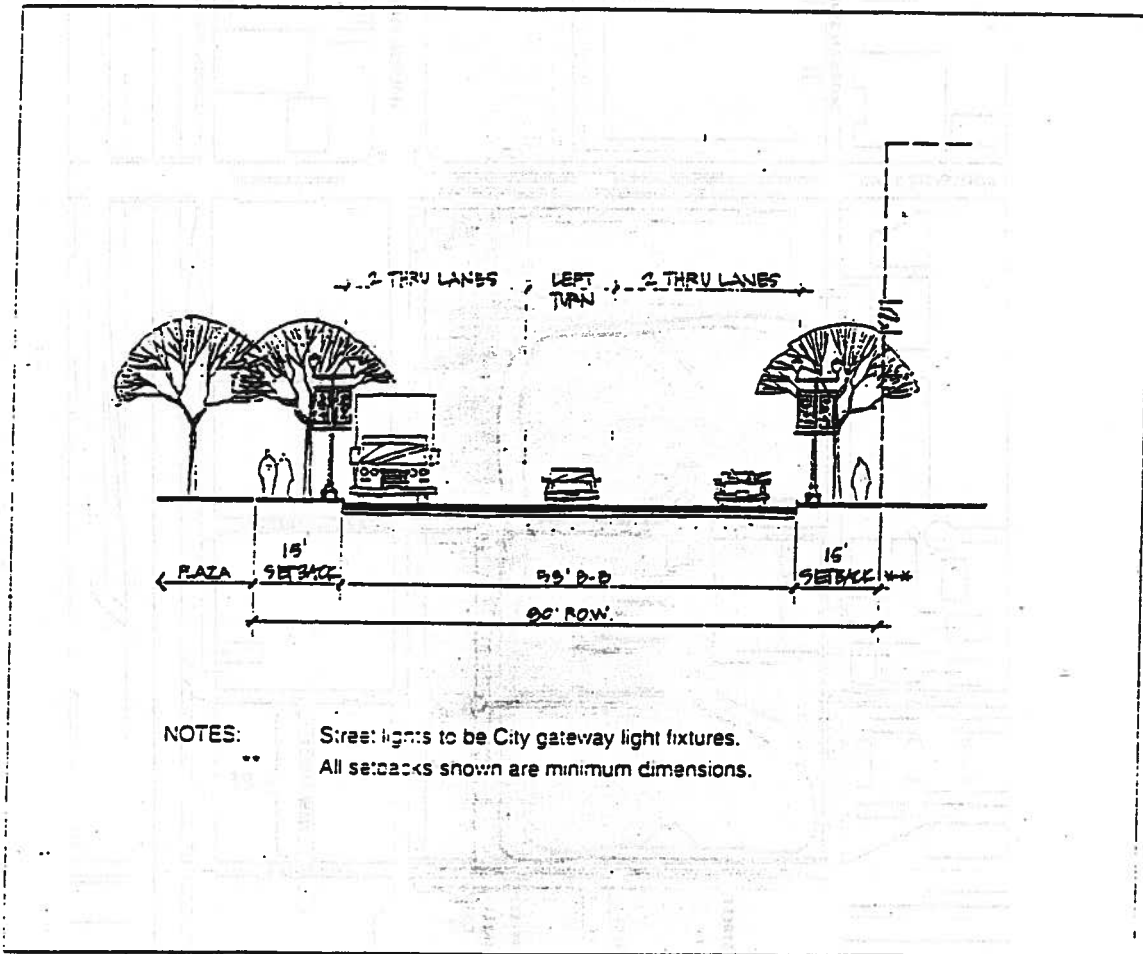 2 THRU LANES LEFT TURN 2 THRU LANES
PLAZA
15'
SETBACK
B-B
15'
SETBACK **
90' R.O.W.
NOTES: Street lights to be City gateway light fixtures.
** All setbacks shown are minimum dimensions.